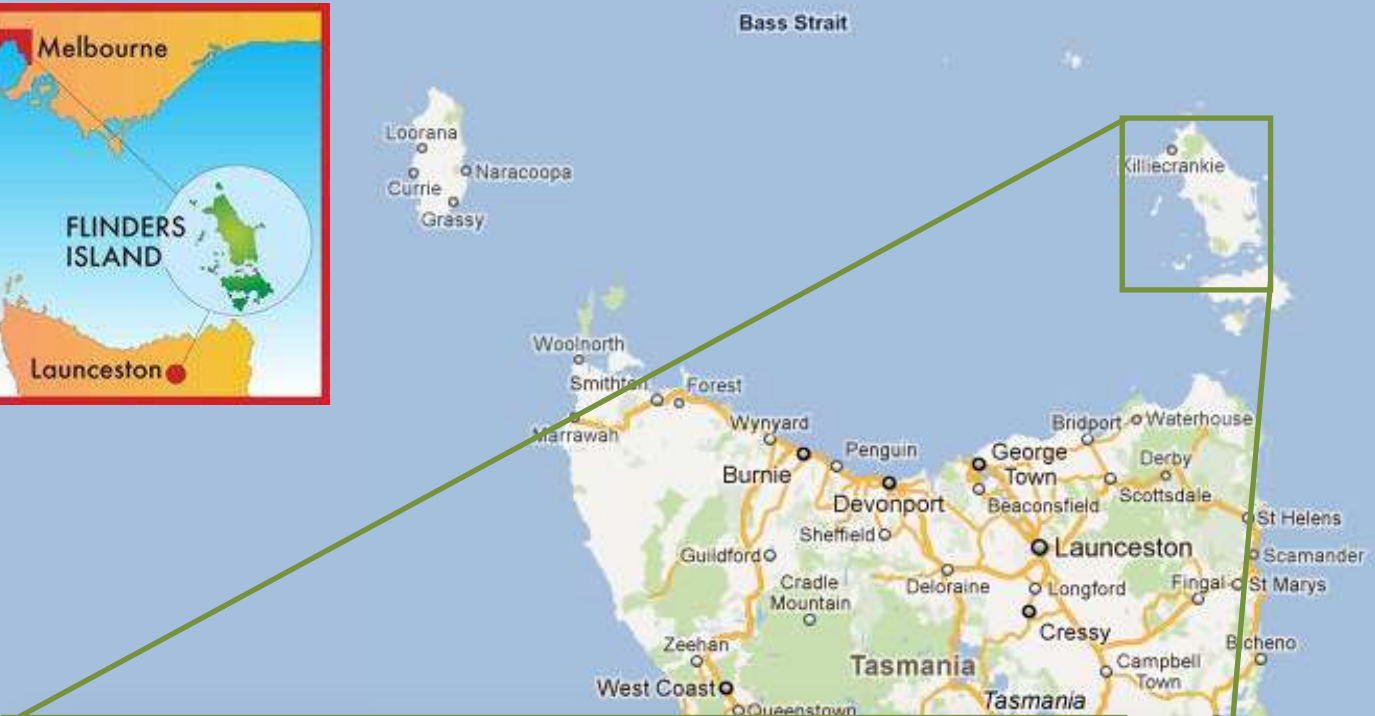 Bass Strait
Melbourne
FLINDERS
ISLAND
Launceston
Loorana
Naracoopa
Currie
Grassy
Killiecrankie
Woolnorth
Smithton
Forest
Marrawah
Wynyard
Burnie
Penguin
Devonport
Sheffield
Guildford
Cradle
Mountain
Zeehan
West Coast
Queenstown
George
Town
Beaconsfield
Bridport
Waterhouse
Derby
Scottsdale
St Helens
Launceston
Scamander
Deloraine
Longford
Fingal
St Marys
Cressy
Bicheno
Campbell
Town
Tasmania
Tasmania